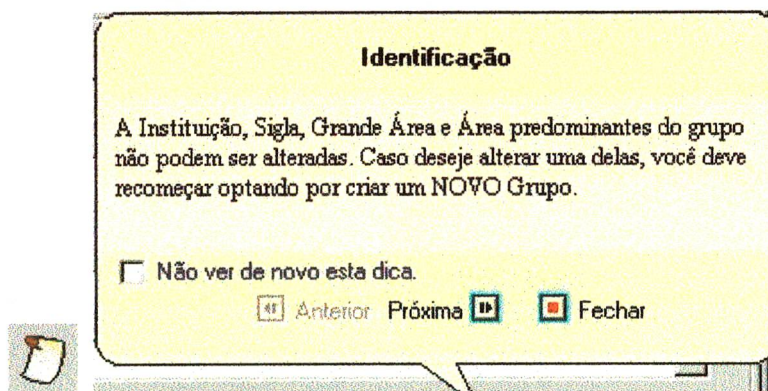 Identificação
A Instituição, Sigla, Grande Área e Área predominantes do grupo
não podem ser alteradas. Caso deseje alterar uma delas, você deve
recomeçar optando por criar um NOVO Grupo.
Não ver de novo esta dica.
Anterior Próxima Fechar